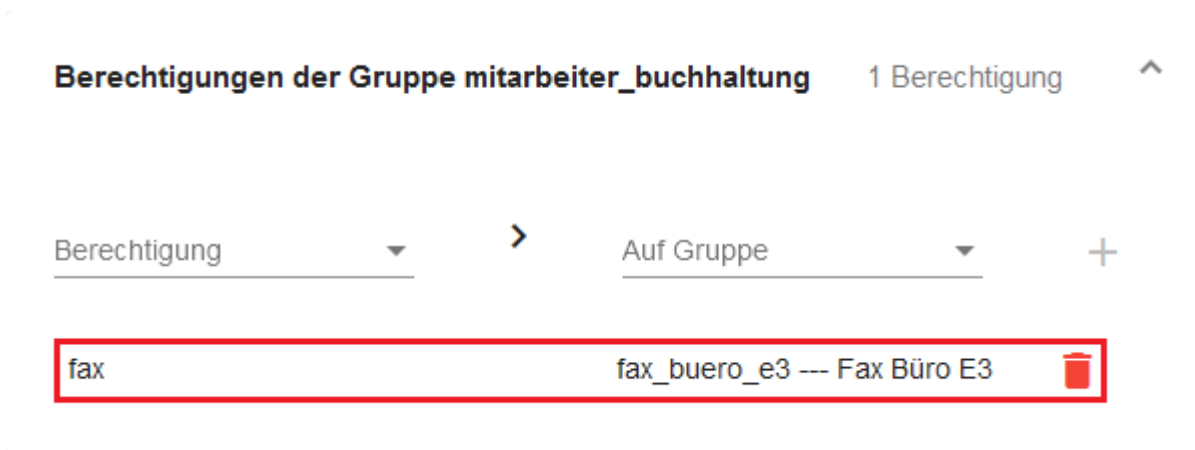 Berechtigungen der Gruppe mitarbeiter_buchhaltung 1 Berechtigung
Berechtigung Auf Gruppe
fax fax_buero_e3 --- Fax Büro E3